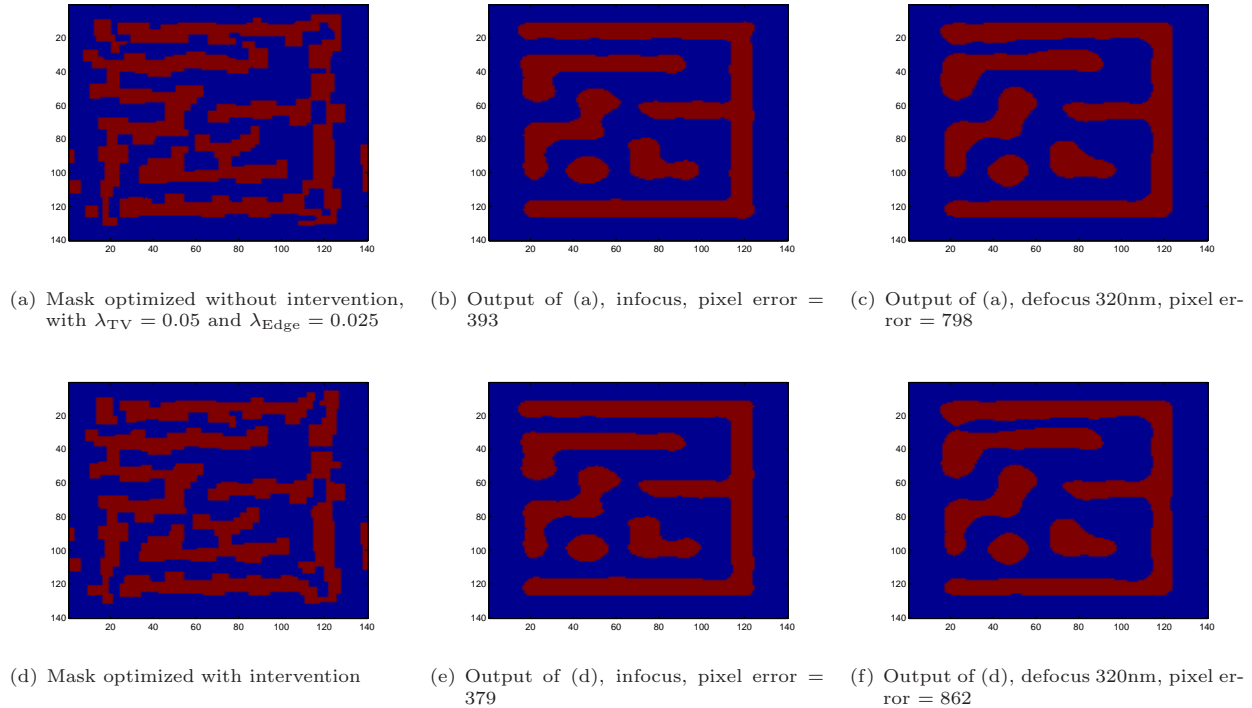 20
40
60
80
100
120
140
20 40 60 80 100 120 140
20
40
60
80
100
120
140
20 40 60 80 100 120 140
20
40
60
80
100
120
140
20 40 60 80 100 120 140
(a) Mask optimized without intervention,
with λTV = 0.05 and λEdge = 0.025
(b) Output of (a), infocus, pixel error =
393
(c) Output of (a), defocus 320nm, pixel er-
ror = 798
20
40
60
80
100
120
140
20 40 60 80 100 120 140
20
40
60
80
100
120
140
20 40 60 80 100 120 140
20
40
60
80
100
120
140
20 40 60 80 100 120 140
(d) Mask optimized with intervention
(e) Output of (d), infocus, pixel error =
379
(f) Output of (d), defocus 320nm, pixel er-
ror = 862